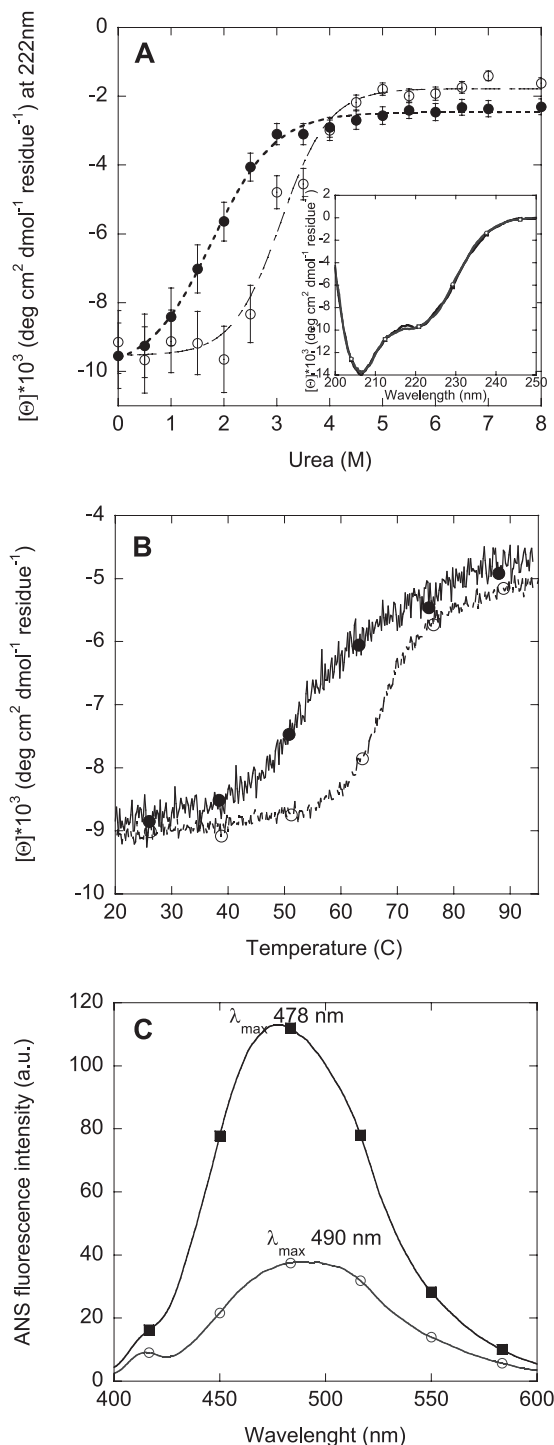 A
[Θ]*10³ (deg cm² dmol⁻¹ residue⁻¹) at 222nm
0
-2
-4
-6
-8
-10
[Θ]*10³ (deg cm² dmol⁻¹ residue⁻¹)
2
0
-2
-4
-6
-8
-10
-12
14
200 210 220 230 240 250
Wavelength (nm)
0 1 2 3 4 5 6 7 8
Urea (M)
B
[Θ]*10³ (deg cm² dmol⁻¹ residue⁻¹)
-4
-5
-6
-7
-8
-9
-10
20 30 40 50 60 70 80 90
Temperature (C)
C
λmax 478 nm
λmax 490 nm
ANS fluorescence intensity (a.u.)
120
100
80
60
40
20
0
400 450 500 550 600
Wavelenght (nm)